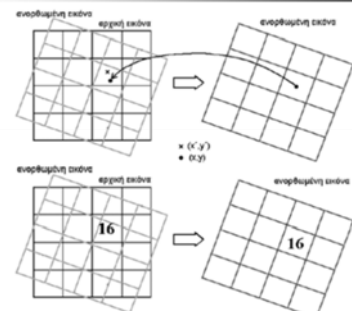 ανορθωμένη εικόνα
αρχική εικόνα
ανορθωμένη εικόνα
x
× (x',y')
• (x,y)
ανορθωμένη εικόνα
αρχική εικόνα
ανορθωμένη εικόνα
16
16